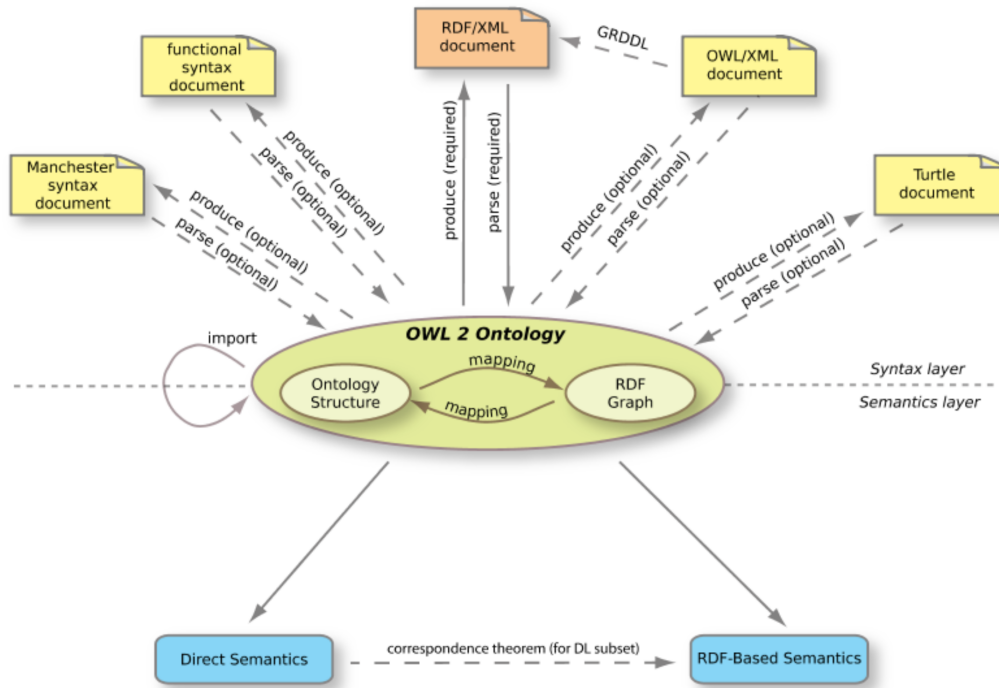 RDF/XML
document
GRDDL
functional
syntax
document
OWL/XML
document
Manchester
syntax
document
Turtle
document
produce (optional)
parse (optional)
produce (optional)
parse (optional)
produce (required)
parse (required)
produce (optional)
parse (optional)
produce (optional)
parse (optional)
OWL 2 Ontology
import
mapping
Ontology
Structure
RDF
Graph
mapping
Syntax layer
Semantics layer
correspondence theorem (for DL subset)
Direct Semantics
RDF-Based Semantics